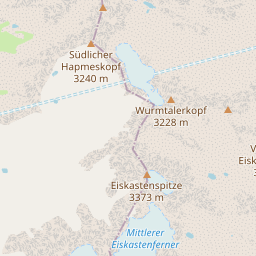 Südlicher
Hapmeskopf
3240 m
Wurmtalerkopf
3228 m
Eiskastenspitze
3373 m
Mittlerer
Eiskastenferner